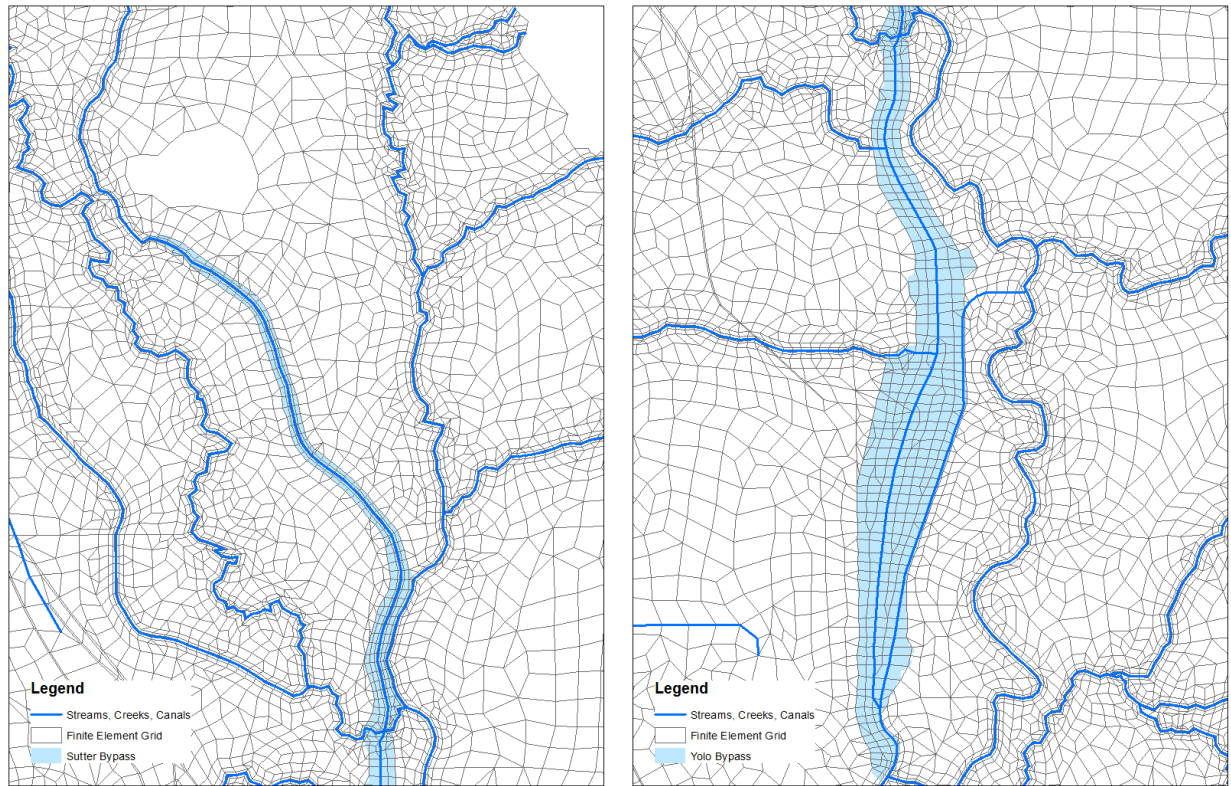 Legend
Streams, Creeks, Canals
Finite Element Grid
Sutter Bypass
Legend
Streams, Creeks, Canals
Finite Element Grid
Yolo Bypass